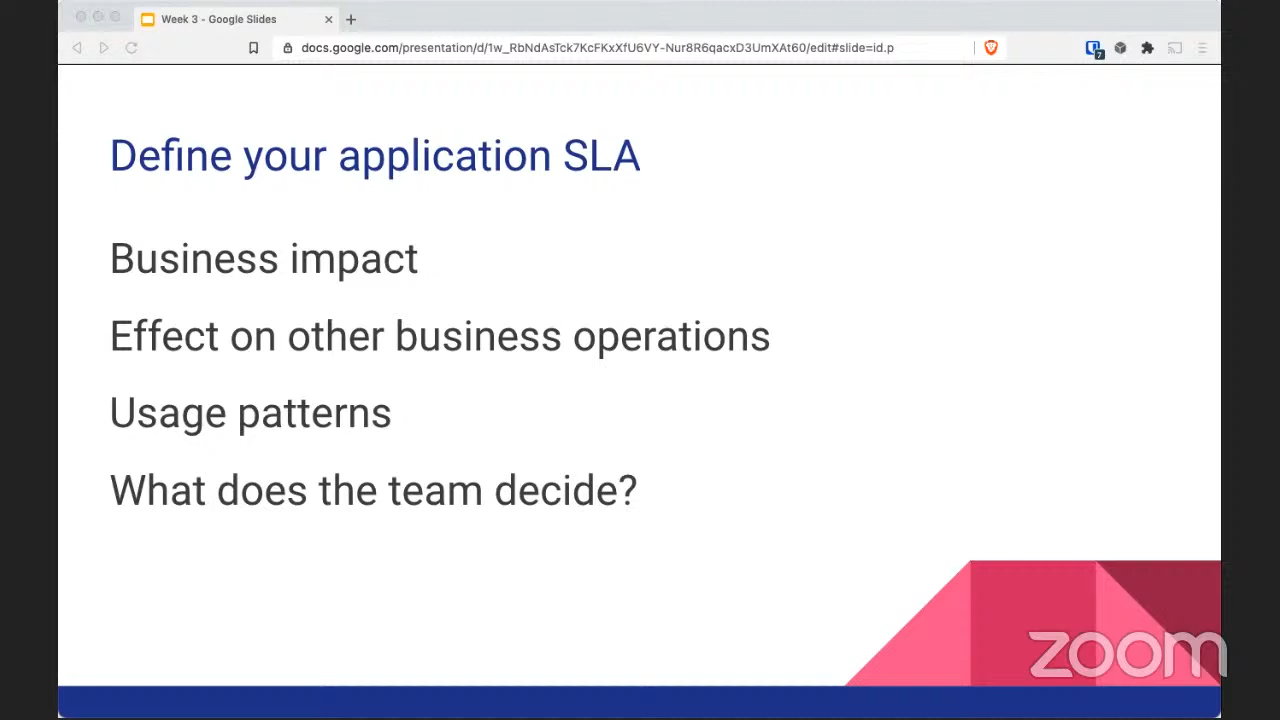 Week 3 - Google Slides
docs.google.com/presentation/d/1w_RbNdAsTck7KcFKxXfU6VY-Nur8R6qacxD3UmXAt60/edit#slide=id.p
7
Define your application SLA
Business impact
Effect on other business operations
Usage patterns
What does the team decide?
zoom